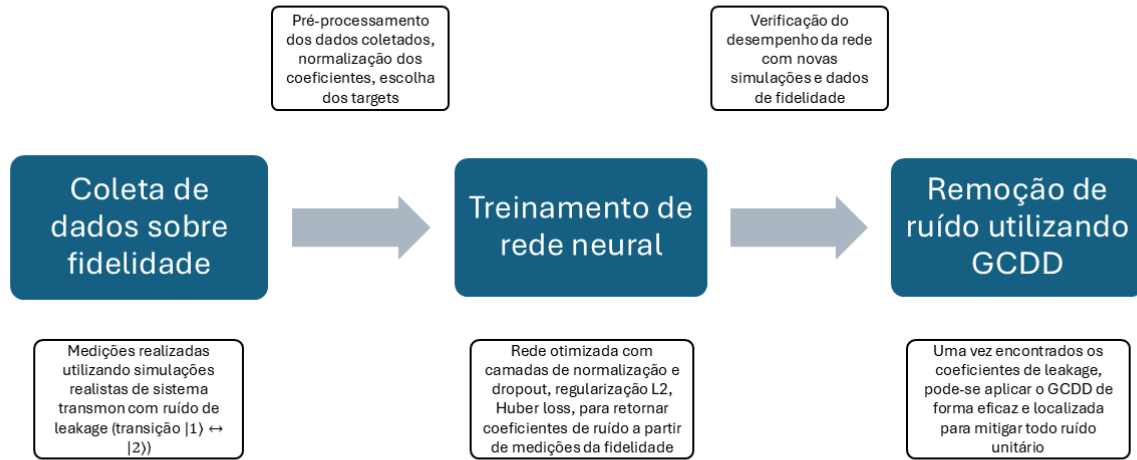 Pré-processamento
dos dados coletados,
normalização dos
coeficientes, escolha
dos targets
Verificação do
desempenho da rede
com novas
simulações e dados
de fidelidade
Coleta de
dados sobre
fidelidade
Treinamento de
rede neural
Remoção de
ruído utilizando
GCDD
Medições realizadas
utilizando simulações
realistas de sistema
transmon com ruído de
leakage (transição |1⟩ ↔
|2⟩)
Rede otimizada com
camadas de normalização e
dropout, regularização L2,
Huber loss, para retornar
coeficientes de ruído a partir
de medições da fidelidade
Uma vez encontrados os
coeficientes de leakage,
pode-se aplicar o GCDD de
forma eficaz e localizada
para mitigar todo ruído
unitário